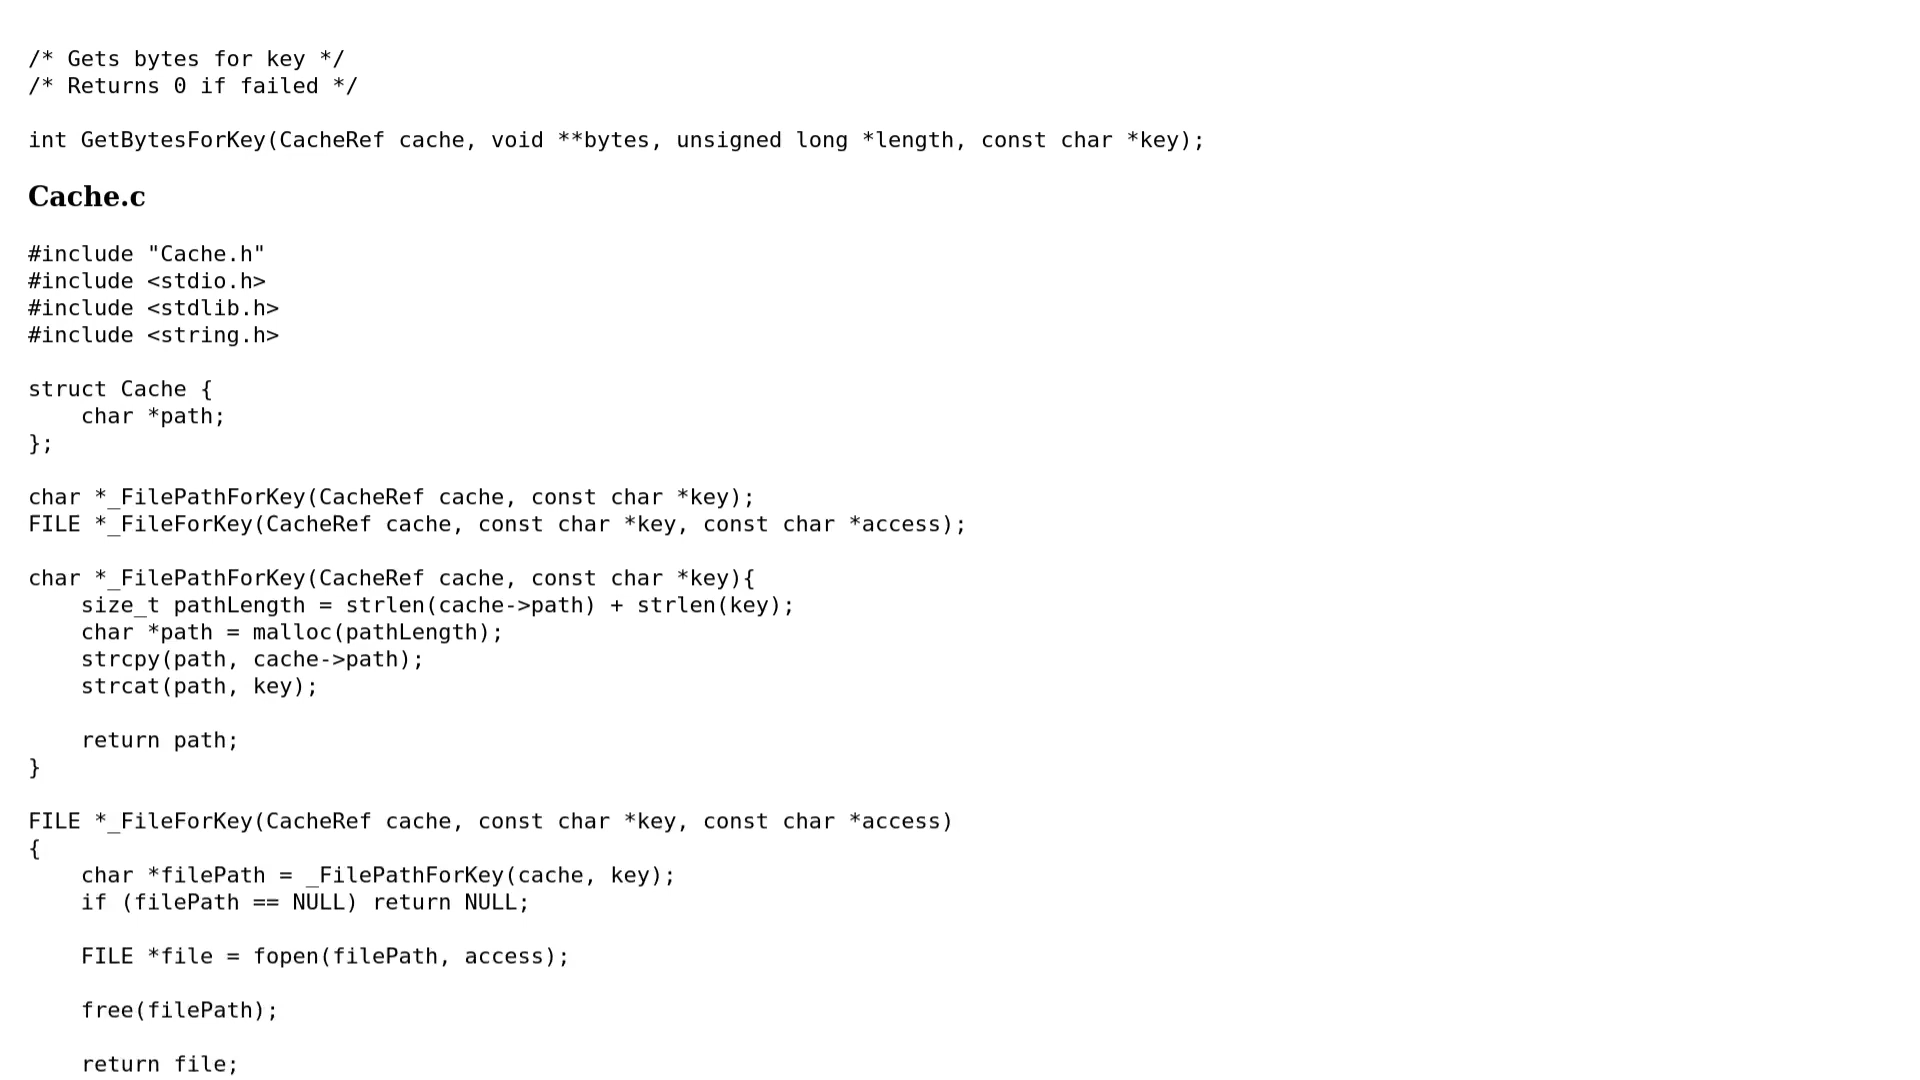 /* Gets bytes for key */
/* Returns 0 if failed */
int GetBytesForKey(CacheRef cache, void **bytes, unsigned long *length, const char *key);
Cache.c
#include "Cache.h"
#include <stdio.h>
#include <stdlib.h>
#include <string.h>
struct Cache {
    char *path;
};
char *_FilePathForKey(CacheRef cache, const char *key);
FILE *_FileForKey(CacheRef cache, const char *key, const char *access);
char *_FilePathForKey(CacheRef cache, const char *key){
    size_t pathLength = strlen(cache->path) + strlen(key);
    char *path = malloc(pathLength);
    strcpy(path, cache->path);
    strcat(path, key);
    return path;
}
FILE *_FileForKey(CacheRef cache, const char *key, const char *access)
{
    char *filePath = _FilePathForKey(cache, key);
    if (filePath == NULL) return NULL;
    FILE *file = fopen(filePath, access);
    free(filePath);
    return file;